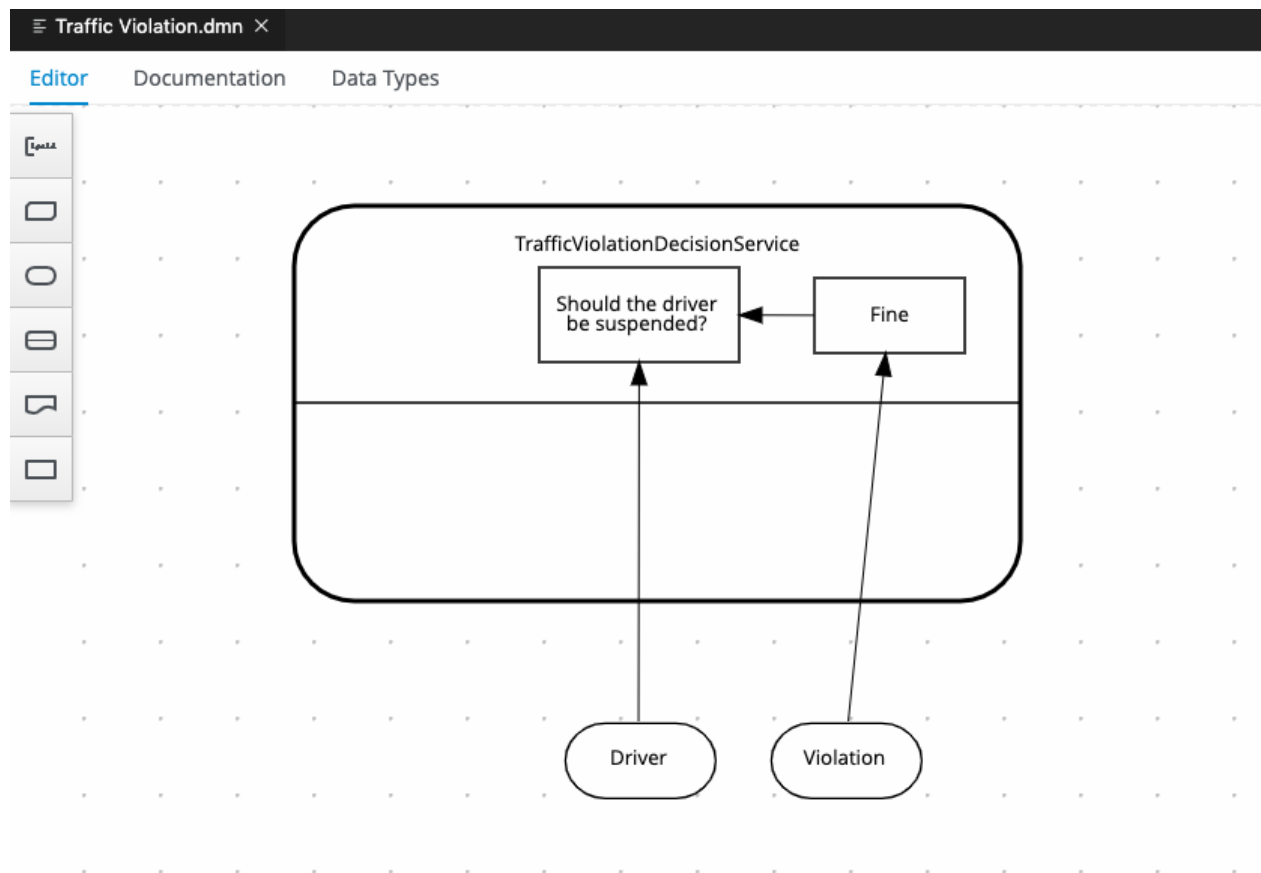 Traffic Violation.dmn
Editor Documentation Data Types
TrafficViolationDecisionService
Should the driver
be suspended?
Fine
Driver
Violation